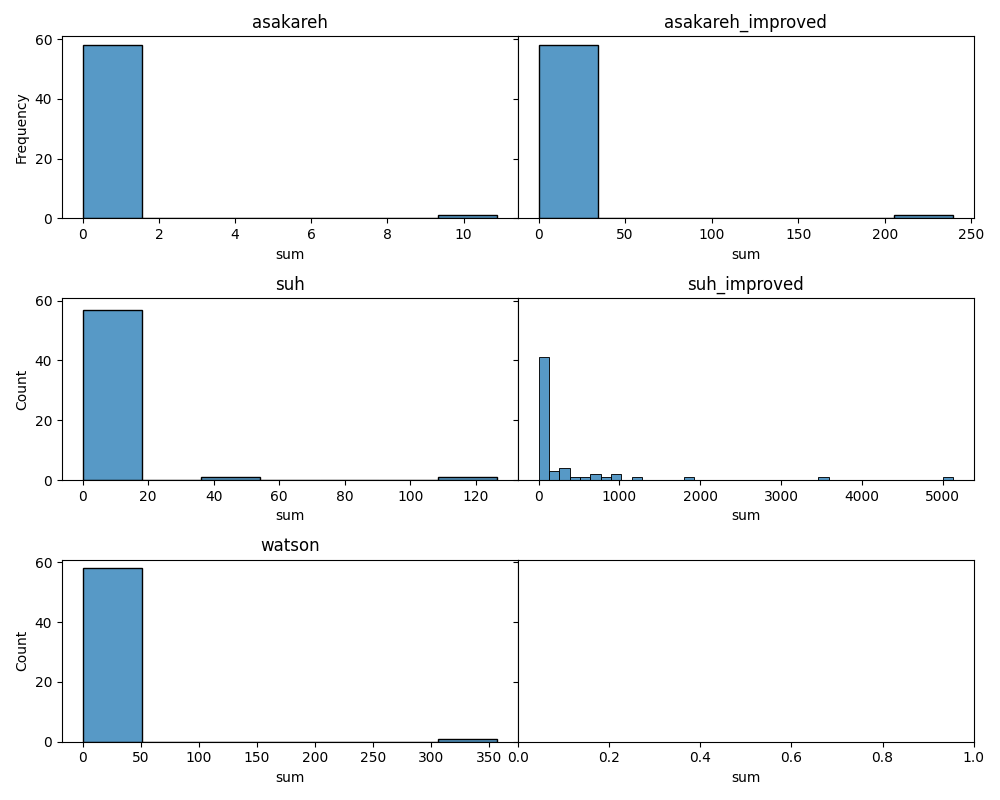 asakareh asakareh_improved
60
40
20
0
Frequency
0 2 4 6 8 10 0 50 100 150 200 250
sum sum
suh suh_improved
60
40
20
0
Count
0 20 40 60 80 100 120 0 1000 2000 3000 4000 5000
sum sum
watson
60
40
20
0
Count
0 50 100 150 200 250 300 350 0.0 0.2 0.4 0.6 0.8 1.0
sum sum